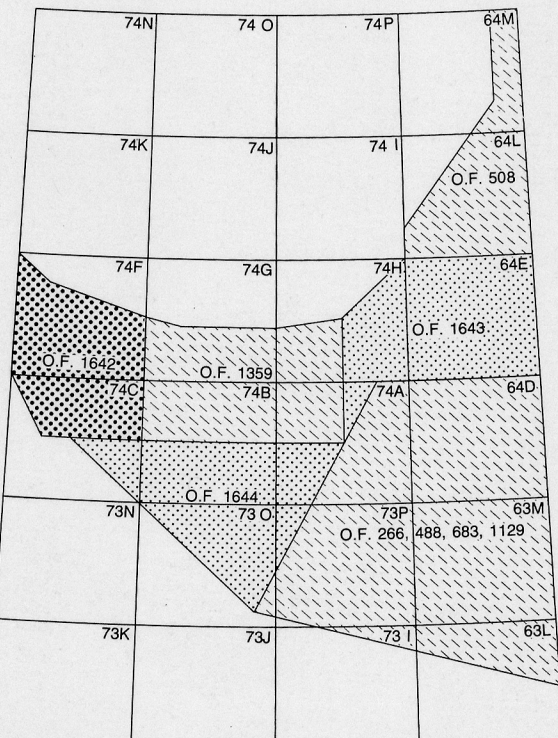 74N
74 O
74P
64M
74K
74J
74 I
64L
O.F. 508
74F
74G
74H
64E
O.F. 1643
O.F. 1642
O.F. 1359
74C
74B
74A
64D
O.F. 1644
73N
73 O
73P
63M
O.F. 266, 488, 683, 1129
73K
73J
73 I
63L